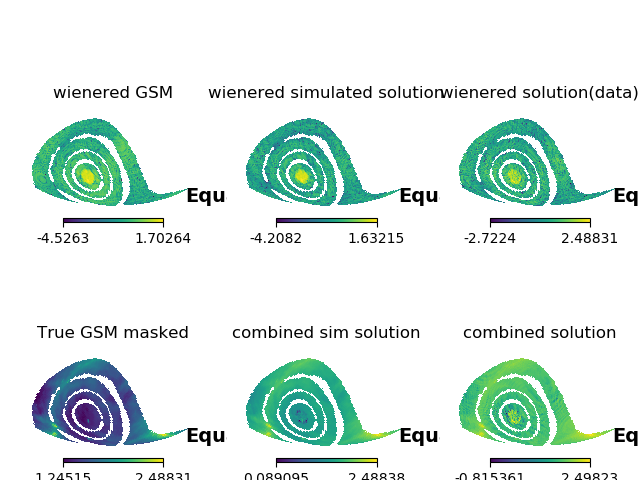 wienered GSM
wienered simulated solution
wienered solution(data)
Equ
Equ
Eq
-4.5263 1.70264
-4.2082 1.63215
-2.7224 2.48831
True GSM masked
combined sim solution
combined solution
Equ
Equ
Eq
1.24515 2.48831
0.089095 2.48838
-0.815361 2.49823